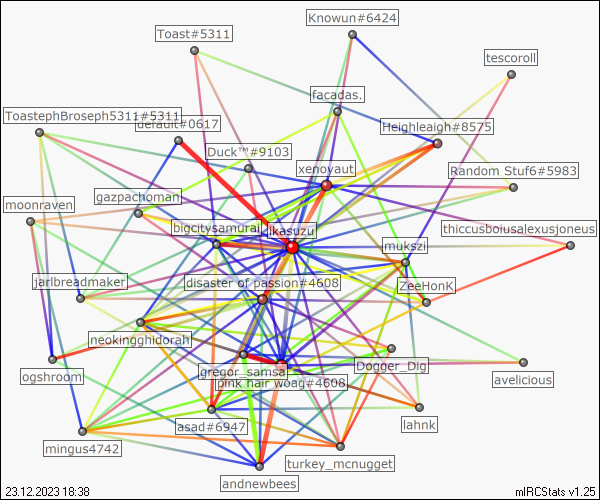 Knowun#6424
Toast#5311
tescoroll
facadas.
ToastephBroseph5311#5311
default#0617
Heighleigh#8575
Duck™#9103
xenoyaut
Random Stuf6#5983
gazpachoman
moonraven
bigcitysamurai
ikasuzu
thiccusboiusalexusjoneus
mukszi
jarlbreadmaker
disaster of passion#4608
ZeeHonK
neokingghidorah
ogshroom
gregor_samsa
Dogger_Dig
pink hair woag#4608
avelicious
asad#6947
lahnk
mingus4742
turkey_mcnugget
andnewbees
23.12.2023 18:38
mIRCStats v1.25